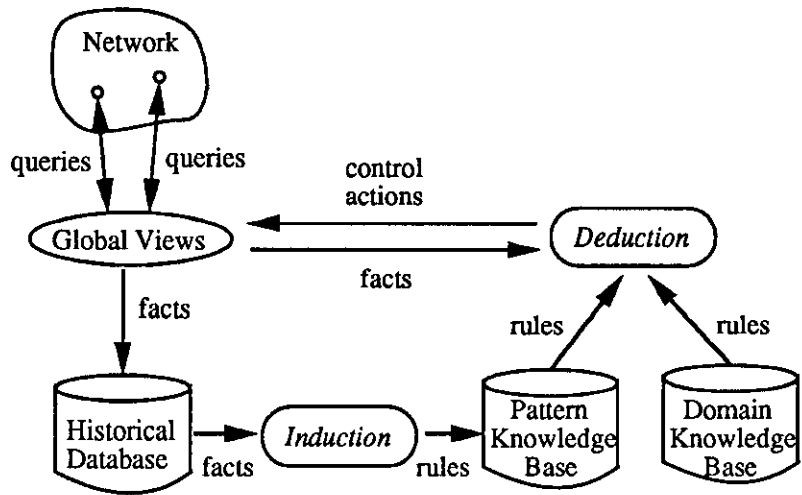 Network
queries
queries
control
actions
Global Views
Deduction
facts
facts
rules
rules
Historical
Database
facts
Induction
rules
Pattern
Knowledge
Base
Domain
Knowledge
Base